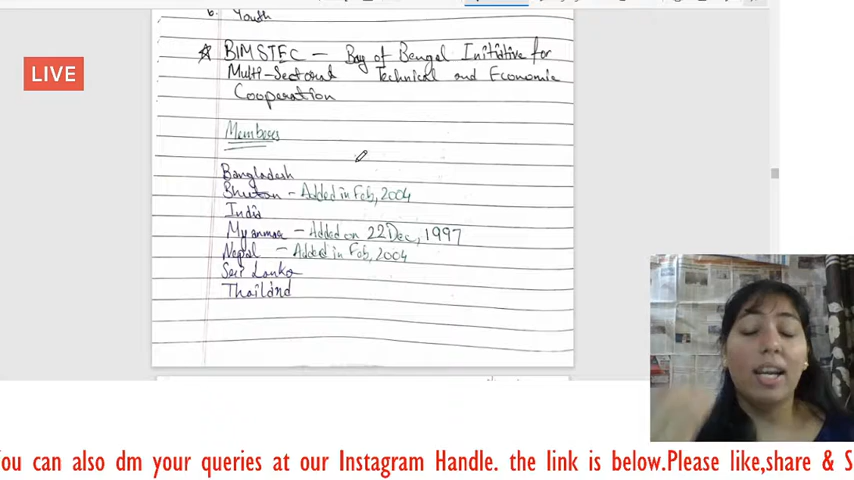 6. Youth
☆ BIMSTEC – Bay of Bengal Initiative for
Multi-Sectoral Technical and Economic
Cooperation
LIVE
Members
Bangladesh
Bhutan - Added in Feb, 2004
India
Myanmar - Added on 22 Dec, 1997
Nepal - Added in Feb, 2004
Sri Lanka
Thailand
You can also dm your queries at our Instagram Handle. the link is below.Please like,share & S